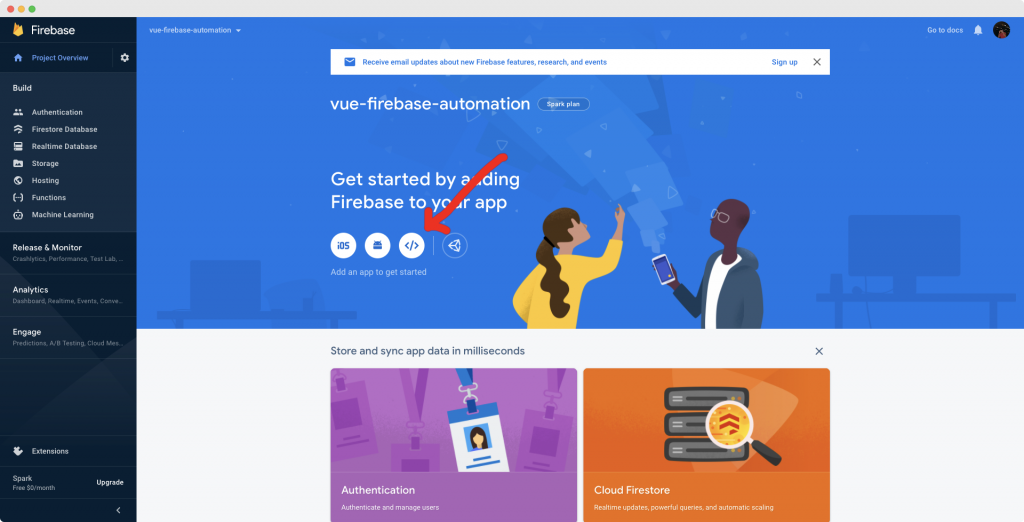 Firebase
vue-firebase-automation
Go to docs
Project Overview
Receive email updates about new Firebase features, research, and events
Sign up
Build
Authentication
Firestore Database
Realtime Database
Storage
Hosting
Functions
Machine Learning
Release & Monitor
Crashlytics, Performance, Test Lab, ...
Analytics
Dashboard, Realtime, Events, Conve...
Engage
Predictions, A/B Testing, Cloud Mes...
Extensions
Spark
Free $0/month
Upgrade
vue-firebase-automation
Spark plan
Get started by adding
Firebase to your app
iOS
</>
Add an app to get started
Store and sync app data in milliseconds
Authentication
Authenticate and manage users
Cloud Firestore
Realtime updates, powerful queries, and automatic scaling